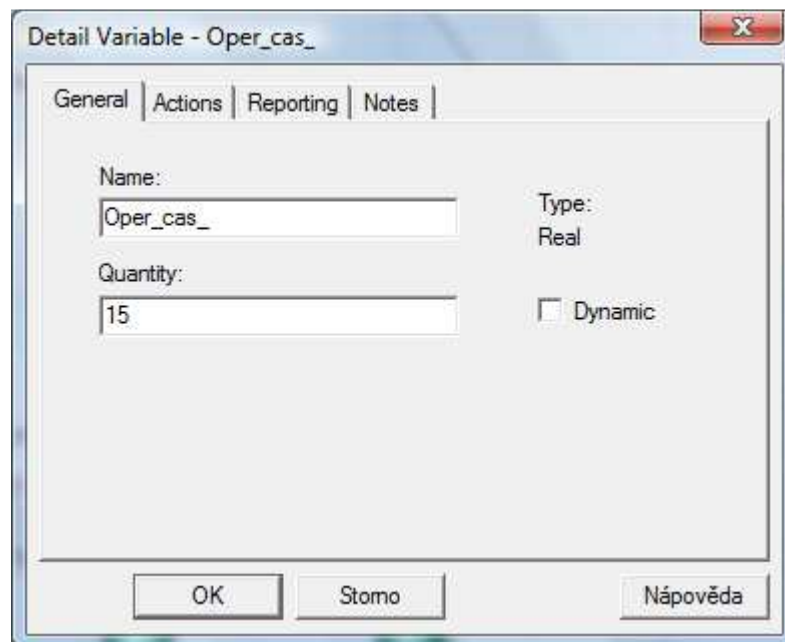 Detail Variable - Oper_cas_
General Actions Reporting Notes
Name:
Oper_cas_
Type:
Real
Quantity:
15
Dynamic
OK Storno Nápověda